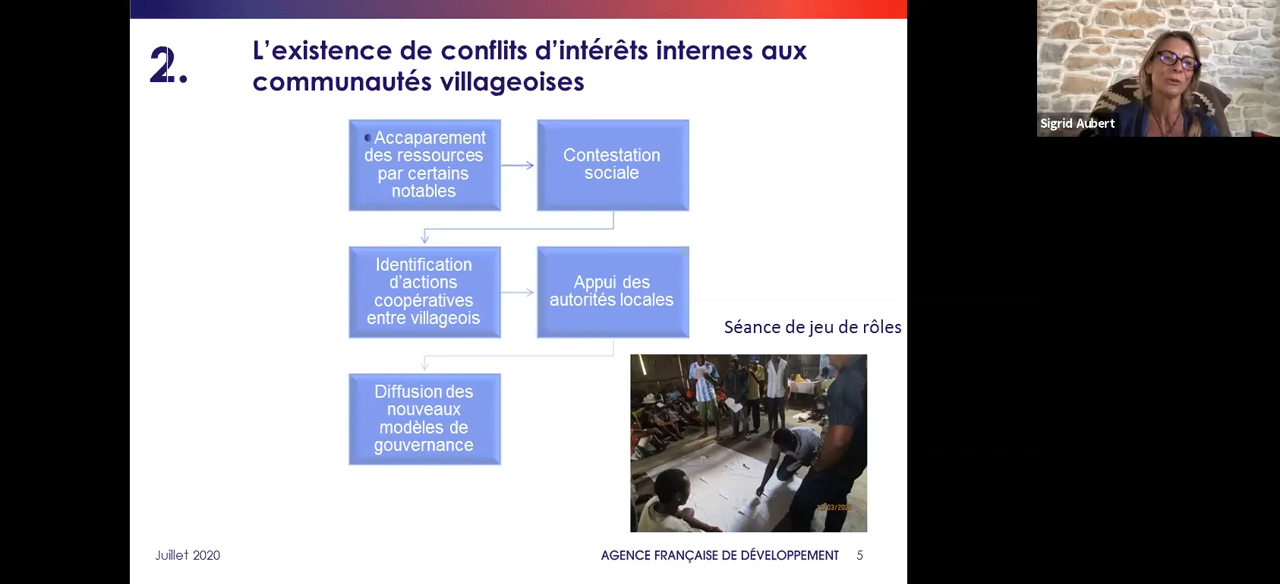 2.
L’existence de conflits d’intérêts internes aux
communautés villageoises
• Accaparement
des ressources
par certains
notables
Contestation
sociale
Identification
d’actions
coopératives
entre villageois
Appui des
autorités locales
Diffusion des
nouveaux
modèles de
gouvernance
Séance de jeu de rôles
Juillet 2020
AGENCE FRANÇAISE DE DÉVELOPPEMENT 5
Sigrid Aubert